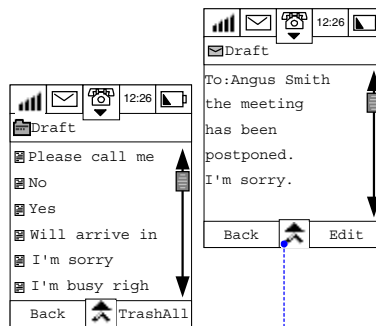 12:26
Draft
To:Angus Smith
the meeting
has been
postponed.
I'm sorry.
Back Edit
12:26
Draft
Please call me
No
Yes
Will arrive in
I'm sorry
I'm busy righ
Back TrashAll